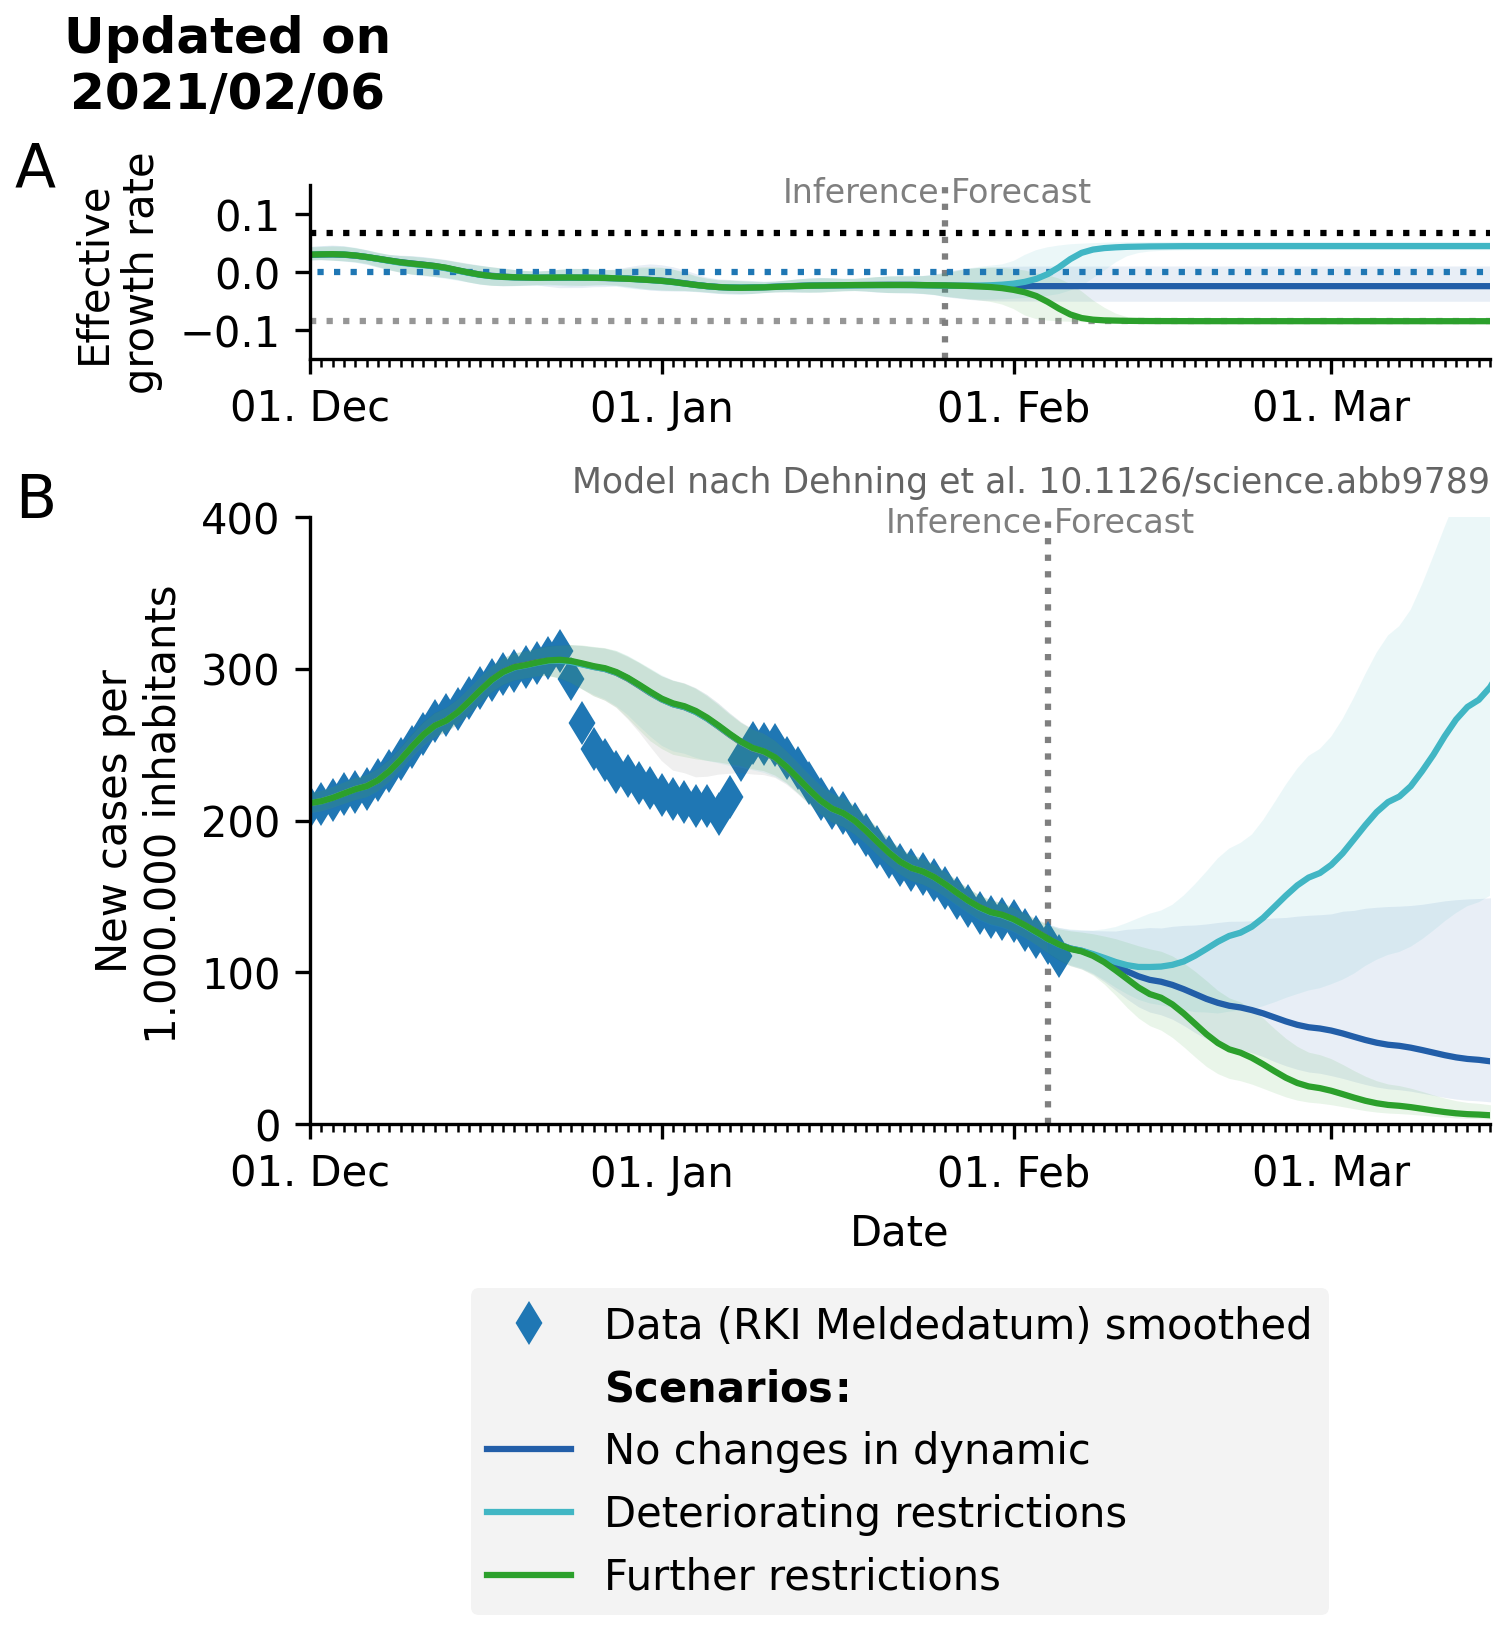 Updated on
2021/02/06
A
Effective
growth rate
0.1
0.0
−0.1
Inference Forecast
01. Dec 01. Jan 01. Feb 01. Mar
B
Model nach Dehning et al. 10.1126/science.abb9789
Inference Forecast
New cases per
1.000.000 inhabitants
400
300
200
100
0
01. Dec 01. Jan 01. Feb 01. Mar
Date
Data (RKI Meldedatum) smoothed
Scenarios:
No changes in dynamic
Deteriorating restrictions
Further restrictions